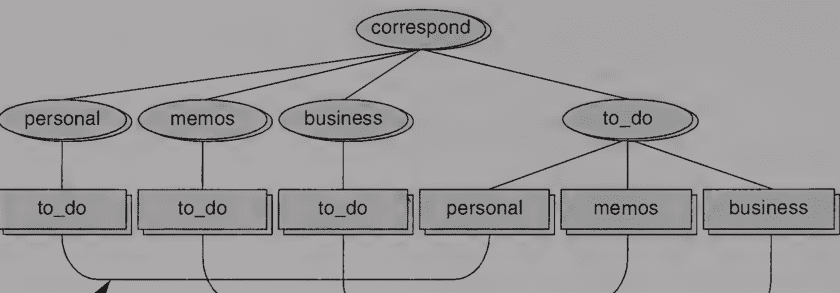 correspond
personal
memos
business
to_do
to_do
to_do
to_do
personal
memos
business